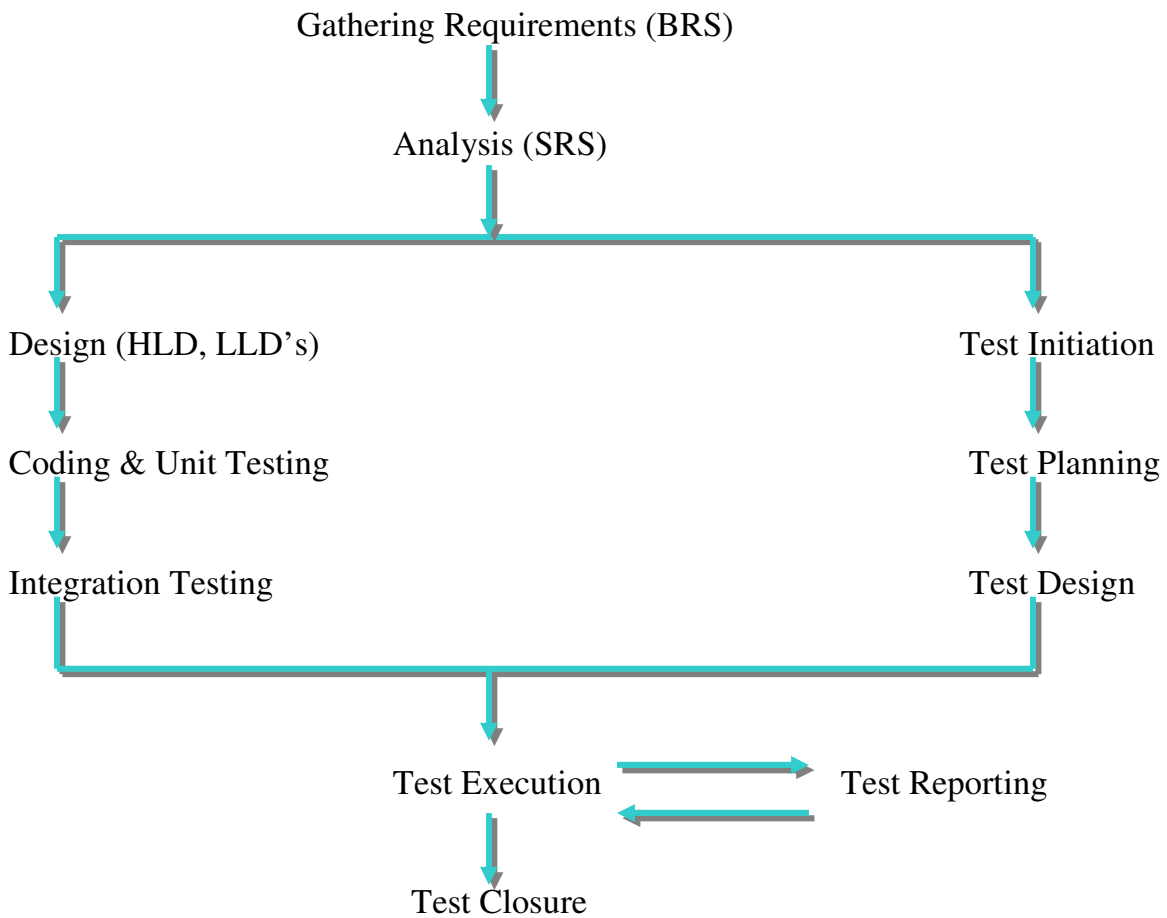 Gathering Requirements (BRS)
Analysis (SRS)
Design (HLD, LLD’s)
Test Initiation
Coding & Unit Testing
Test Planning
Integration Testing
Test Design
Test Execution
Test Reporting
Test Closure